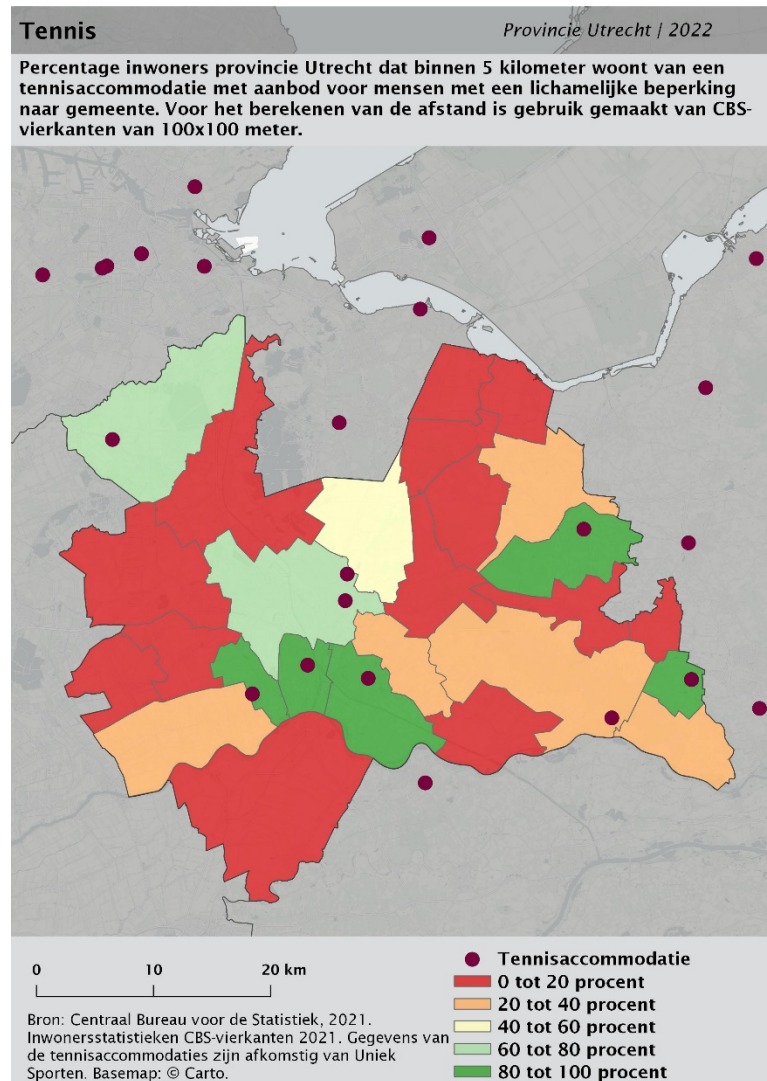 Tennis
Provincie Utrecht | 2022
Percentage inwoners provincie Utrecht dat binnen 5 kilometer woont van een
tennisaccommodatie met aanbod voor mensen met een lichamelijke beperking
naar gemeente. Voor het berekenen van de afstand is gebruik gemaakt van CBS-
vierkanten van 100x100 meter.
0 10 20 km
Bron: Centraal Bureau voor de Statistiek, 2021.
Inwonersstatistieken CBS-vierkanten 2021. Gegevens van
de tennisaccommodaties zijn afkomstig van Uniek
Sporten. Basemap: © Carto.
Tennisaccommodatie
0 tot 20 procent
20 tot 40 procent
40 tot 60 procent
60 tot 80 procent
80 tot 100 procent